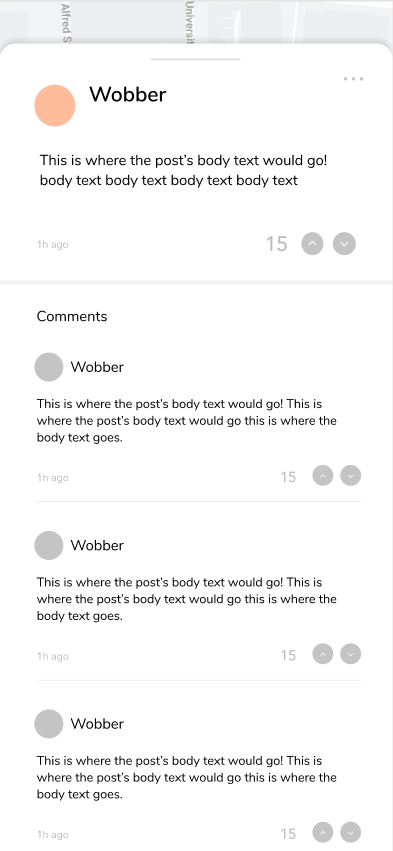 Alfred S
Universit
Wobber
This is where the post's body text would go!
body text body text body text body text
1h ago
15
Comments
Wobber
This is where the post's body text would go! This is
where the post's body text would go this is where the
body text goes.
1h ago
15
Wobber
This is where the post's body text would go! This is
where the post's body text would go this is where the
body text goes.
1h ago
15
Wobber
This is where the post's body text would go! This is
where the post's body text would go this is where the
body text goes.
1h ago
15